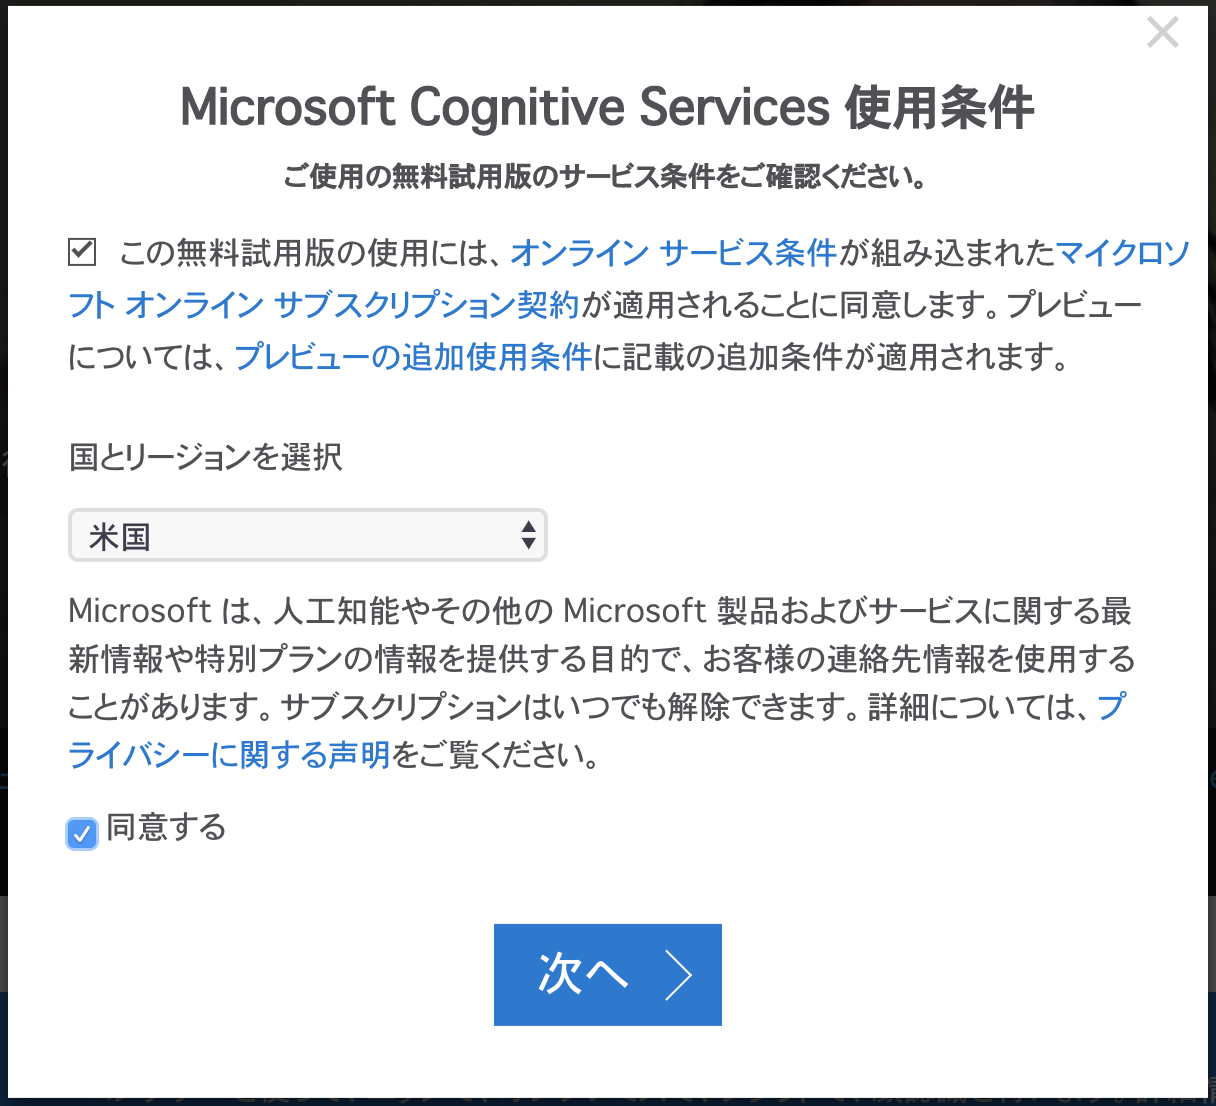 Microsoft Cognitive Services 使用条件
ご使用の無料試用版のサービス条件をご確認ください。
この無料試用版の使用には、オンライン サービス条件が組み込まれたマイクロソ
フト オンライン サブスクリプション契約が適用されることに同意します。プレビュー
については、プレビューの追加使用条件に記載の追加条件が適用されます。
国とリージョンを選択
米国
Microsoft は、人工知能やその他の Microsoft 製品およびサービスに関する最
新情報や特別プランの情報を提供する目的で、お客様の連絡先情報を使用する
ことがあります。サブスクリプションはいつでも解除できます。詳細については、プ
ライバシーに関する声明をご覧ください。
同意する
次へ